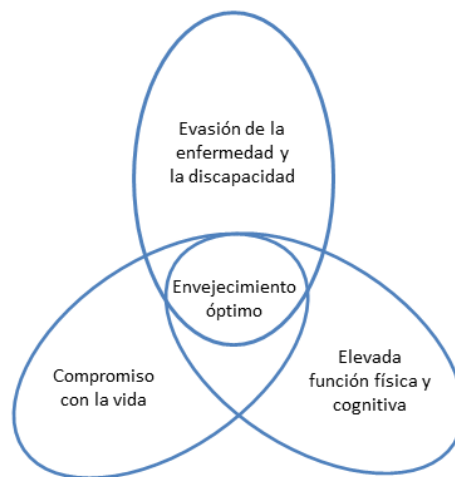 Evasión de la
enfermedad y
la discapacidad
Envejecimiento
óptimo
Compromiso
con la vida
Elevada
función física y
cognitiva